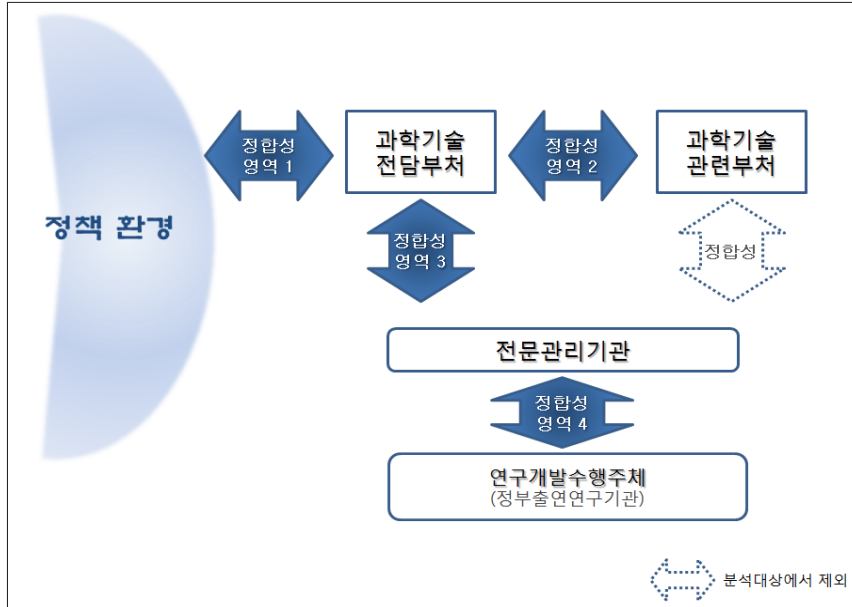 정책 환경
정합성
영역 1
과학기술
전담부처
정합성
영역 2
과학기술
관련부처
정합성
영역 3
정합성
전문관리기관
정합성
영역 4
연구개발수행주체
(정부출연연구기관)
분석대상에서 제외